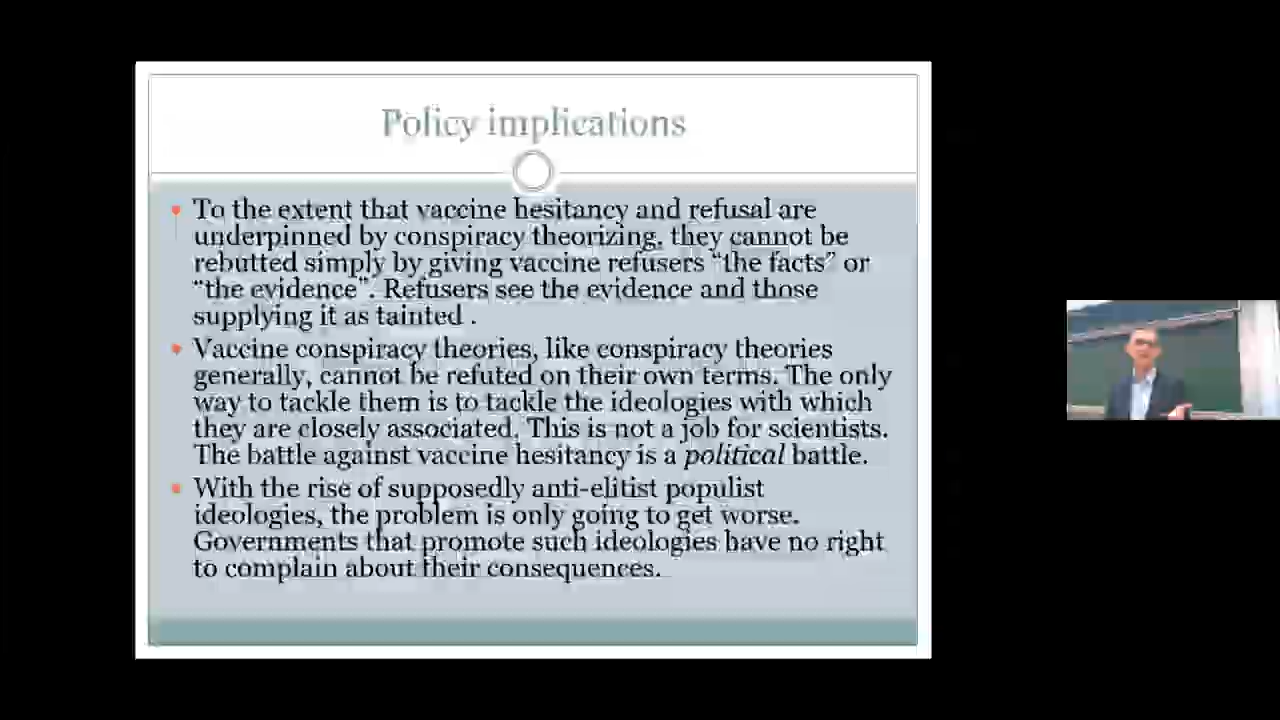 Policy implications
To the extent that vaccine hesitancy and refusal are
underpinned by conspiracy theorizing, they cannot be
rebutted simply by giving vaccine refusers “the facts” or
“the evidence”. Refusers see the evidence and those
supplying it as tainted .
Vaccine conspiracy theories, like conspiracy theories
generally, cannot be refuted on their own terms. The only
way to tackle them is to tackle the ideologies with which
they are closely associated. This is not a job for scientists.
The battle against vaccine hesitancy is a political battle.
With the rise of supposedly anti-elitist populist
ideologies, the problem is only going to get worse.
Governments that promote such ideologies have no right
to complain about their consequences.